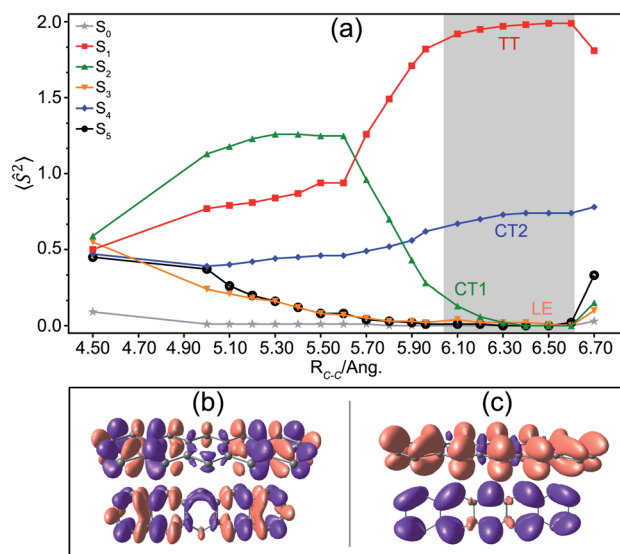 (a)
S0
S1
S2
S3
S4
S5
TT
CT2
CT1
LE
2.0
1.5
1.0
0.5
0.0
⟨Ŝ²⟩
4.50 4.70 4.90 5.10 5.30 5.50 5.70 5.90 6.10 6.30 6.50 6.70
RC-C/Ang.
(b) (c)